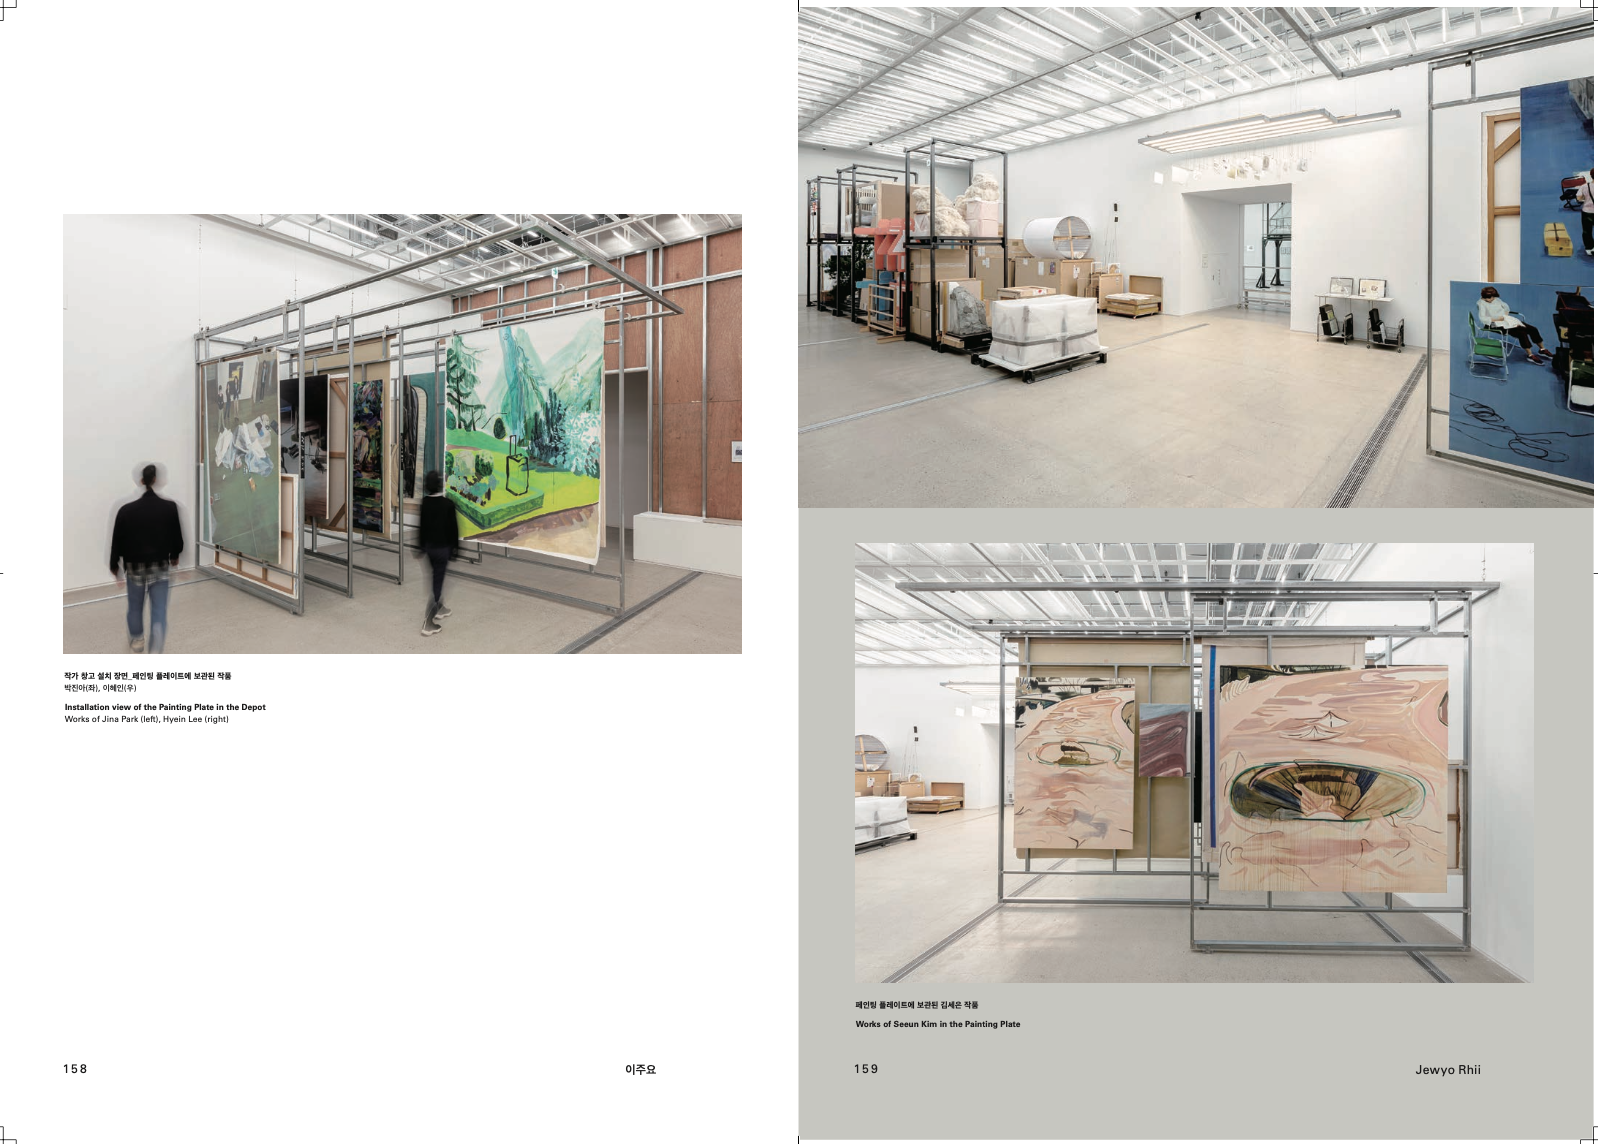 작가 창고 설치 장면_페인팅 플레이트에 보관된 작품
박진아(좌), 이혜인(우)
Installation view of the Painting Plate in the Depot
Works of Jina Park (left), Hyein Lee (right)
158
이주요
페인팅 플레이트에 보관된 김세은 작품
Works of Seeun Kim in the Painting Plate
159
Jewyo Rhii